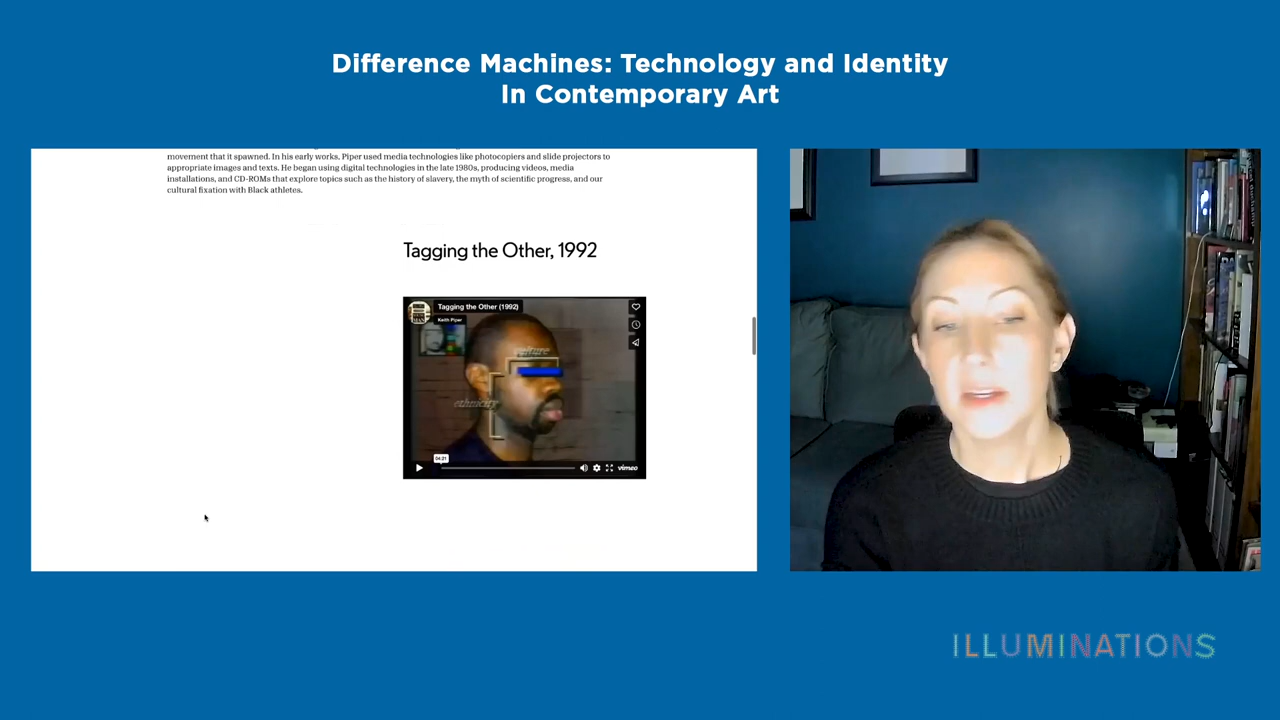 Difference Machines: Technology and Identity
In Contemporary Art
movement that it spawned. In his early works, Piper used media technologies like photocopiers and slide projectors to
appropriate images and texts. He began using digital technologies in the late 1980s, producing videos, media
installations, and CD-ROMs that explore topics such as the history of slavery, the myth of scientific progress, and our
cultural fixation with Black athletes.
Tagging the Other, 1992
Tagging the Other (1992)
Keith Piper
culture
ethnicity
04:21
vimeo
ILLUMINATIONS